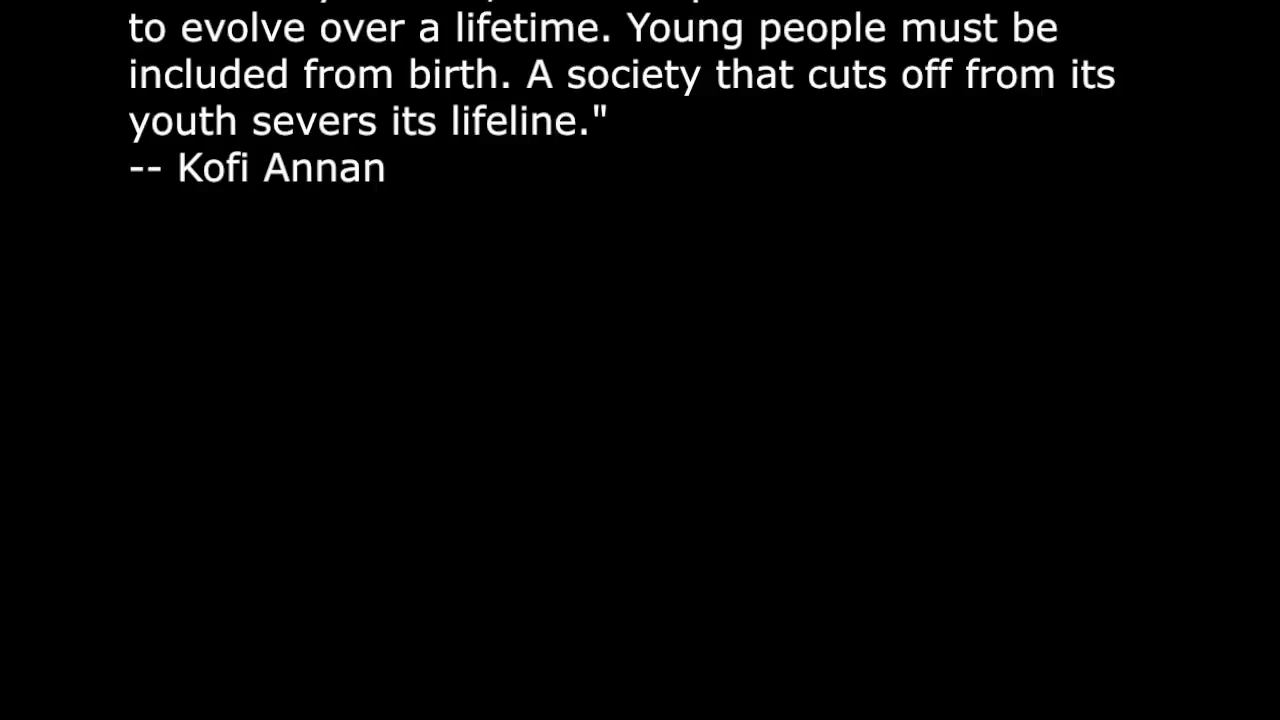 to evolve over a lifetime. Young people must be
included from birth. A society that cuts off from its
youth severs its lifeline."
-- Kofi Annan